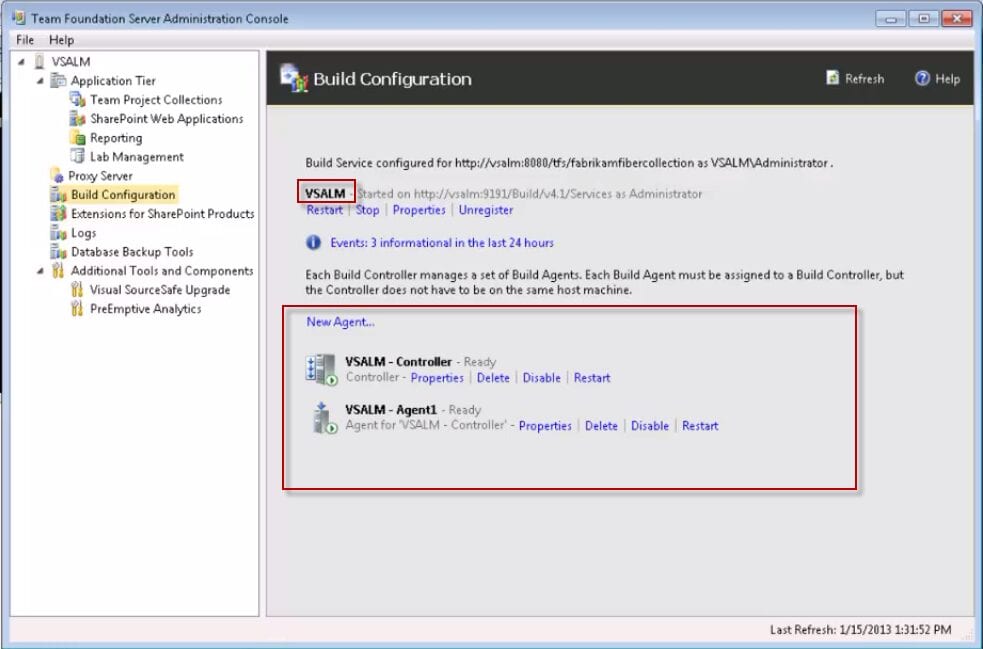 Team Foundation Server Administration Console
File Help
VSALM
Application Tier
Team Project Collections
SharePoint Web Applications
Reporting
Lab Management
Proxy Server
Build Configuration
Extensions for SharePoint Products
Logs
Database Backup Tools
Additional Tools and Components
Visual SourceSafe Upgrade
PreEmptive Analytics
Build Configuration
Refresh
Help
Build Service configured for http://vsalm:8080/tfs/fabrikamfibercollection as VSALM\Administrator .
VSALM - Started on http://vsalm:9191/Build/v4.1/Services as Administrator
Restart | Stop | Properties | Unregister
Events: 3 informational in the last 24 hours
Each Build Controller manages a set of Build Agents. Each Build Agent must be assigned to a Build Controller, but
the Controller does not have to be on the same host machine.
New Agent...
VSALM - Controller - Ready
Controller - Properties | Delete | Disable | Restart
VSALM - Agent1 - Ready
Agent for 'VSALM - Controller' - Properties | Delete | Disable | Restart
Last Refresh: 1/15/2013 1:31:52 PM